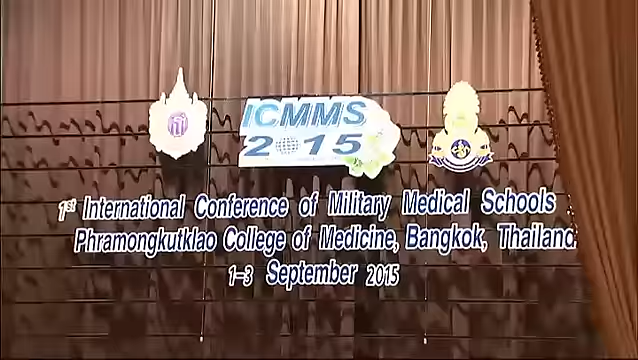 ICMMS
2015
1st International Conference of Military Medical Schools
Phramongkutklao College of Medicine, Bangkok, Thailand
1-3 September 2015